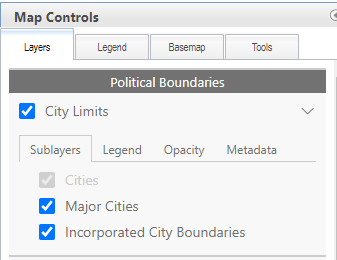 Map Controls
Layers Legend Basemap Tools
Political Boundaries
City Limits
Sublayers Legend Opacity Metadata
Cities
Major Cities
Incorporated City Boundaries